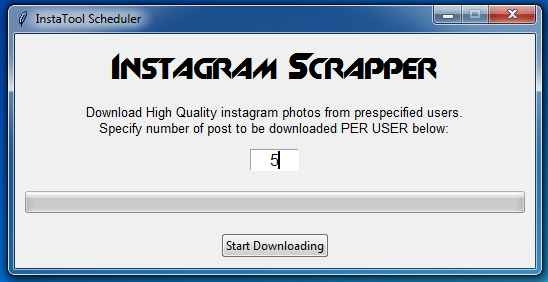 InstaTool Scheduler
Instagram Scrapper
Download High Quality instagram photos from prespecified users.
Specify number of post to be downloaded PER USER below:
5
Start Downloading